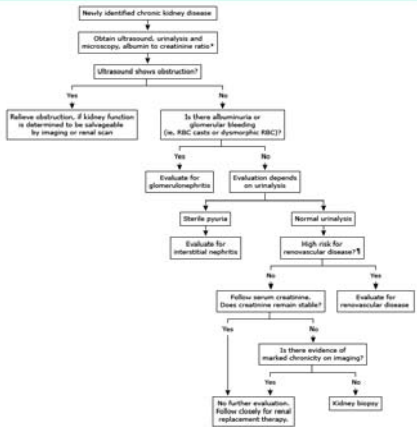 Newly identified chronic kidney disease
Obtain ultrasound, urinalysis and
microscopy, albumin to creatinine ratio*
Ultrasound shows obstruction?
Yes
No
Relieve obstruction, if kidney function
is determined to be salvageable
by imaging or renal scan
Is there albuminuria or
glomerular bleeding
(ie, RBC casts or dysmorphic RBC)?
Yes
No
Evaluate for
glomerulonephritis
Evaluation depends on
urinalysis
Sterile pyuria
Normal urinalysis
Evaluate for
interstitial nephritis
High risk for
renovascular disease?¶
No
Yes
Follow serum creatinine.
Does creatinine remain stable?
Evaluate for
renovascular disease
Yes
No
Is there evidence of
marked chronicity on imaging?
Yes
No
No further evaluation.
Follow closely for renal
replacement therapy.
Kidney biopsy